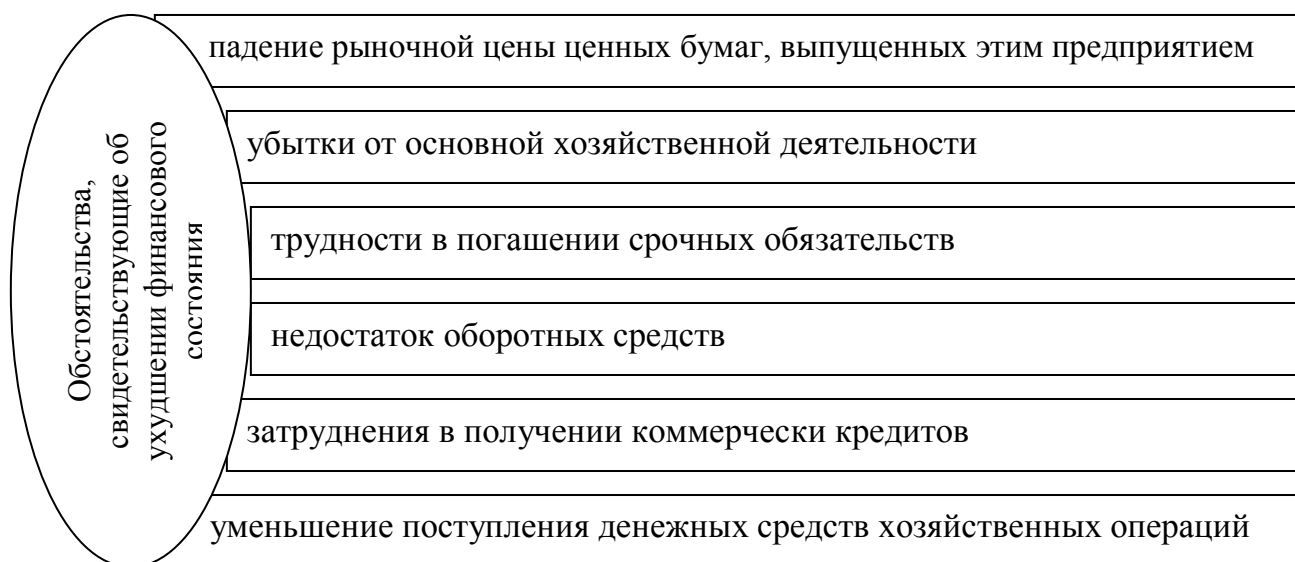 Обстоятельства,
свидетельствующие об
ухудшении финансового
состояния
падение рыночной цены ценных бумаг, выпущенных этим предприятием
убытки от основной хозяйственной деятельности
трудности в погашении срочных обязательств
недостаток оборотных средств
затруднения в получении коммерчески кредитов
уменьшение поступления денежных средств хозяйственных операций